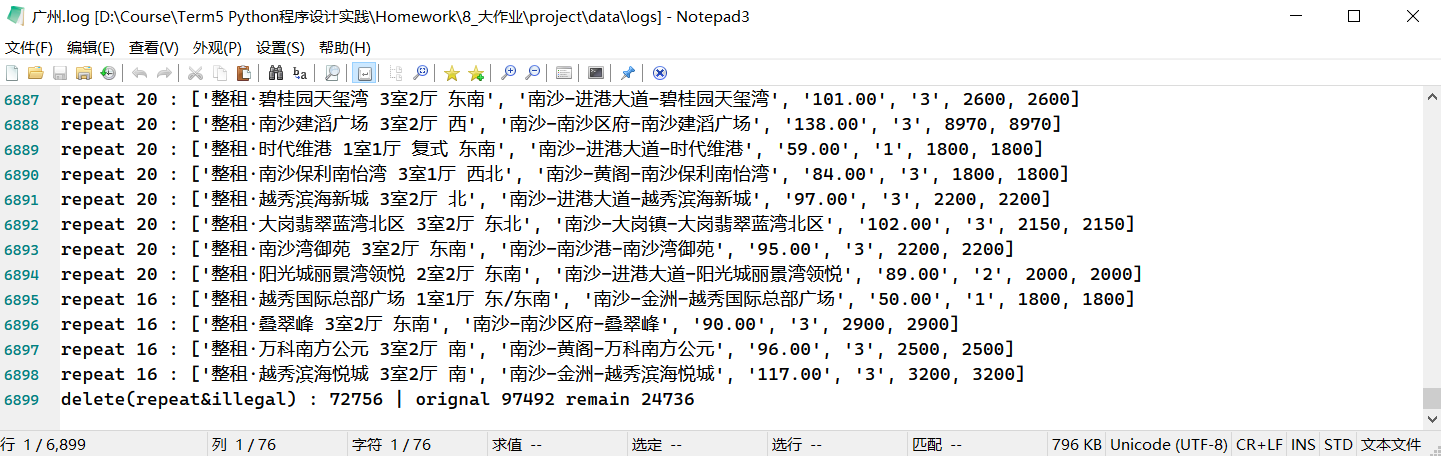 广州.log [D:\Course\Term5 Python程序设计实践\Homework\8_大作业\project\data\logs] - Notepad3
文件(F) 编辑(E) 查看(V) 外观(P) 设置(S) 帮助(H)
6887 repeat 20 : ['整租·碧桂园天玺湾 3室2厅 东南', '南沙-进港大道-碧桂园天玺湾', '101.00', '3', 2600, 2600]
6888 repeat 20 : ['整租·南沙建滔广场 3室2厅 西', '南沙-南沙区府-南沙建滔广场', '138.00', '3', 8970, 8970]
6889 repeat 20 : ['整租·时代维港 1室1厅 复式 东南', '南沙-进港大道-时代维港', '59.00', '1', 1800, 1800]
6890 repeat 20 : ['整租·南沙保利南怡湾 3室1厅 西北', '南沙-黄阁-南沙保利南怡湾', '84.00', '3', 1800, 1800]
6891 repeat 20 : ['整租·越秀滨海新城 3室2厅 北', '南沙-进港大道-越秀滨海新城', '97.00', '3', 2200, 2200]
6892 repeat 20 : ['整租·大岗翡翠蓝湾北区 3室2厅 东北', '南沙-大岗镇-大岗翡翠蓝湾北区', '102.00', '3', 2150, 2150]
6893 repeat 20 : ['整租·南沙湾御苑 3室2厅 东南', '南沙-南沙港-南沙湾御苑', '95.00', '3', 2200, 2200]
6894 repeat 20 : ['整租·阳光城丽景湾领悦 2室2厅 东南', '南沙-进港大道-阳光城丽景湾领悦', '89.00', '2', 2000, 2000]
6895 repeat 16 : ['整租·越秀国际总部广场 1室1厅 东/东南', '南沙-金洲-越秀国际总部广场', '50.00', '1', 1800, 1800]
6896 repeat 16 : ['整租·叠翠峰 3室2厅 东南', '南沙-南沙区府-叠翠峰', '90.00', '3', 2900, 2900]
6897 repeat 16 : ['整租·万科南方公元 3室2厅 南', '南沙-黄阁-万科南方公元', '96.00', '3', 2500, 2500]
6898 repeat 16 : ['整租·越秀滨海悦城 3室2厅 南', '南沙-金洲-越秀滨海悦城', '117.00', '3', 3200, 3200]
6899 delete(repeat&illegal) : 72756 | orignal 97492 remain 24736
行 1 / 6,899 列 1 / 76 字符 1 / 76 求值 -- 选定 -- 选行 -- 匹配 -- 796 KB Unicode (UTF-8) CR+LF INS STD 文本文件